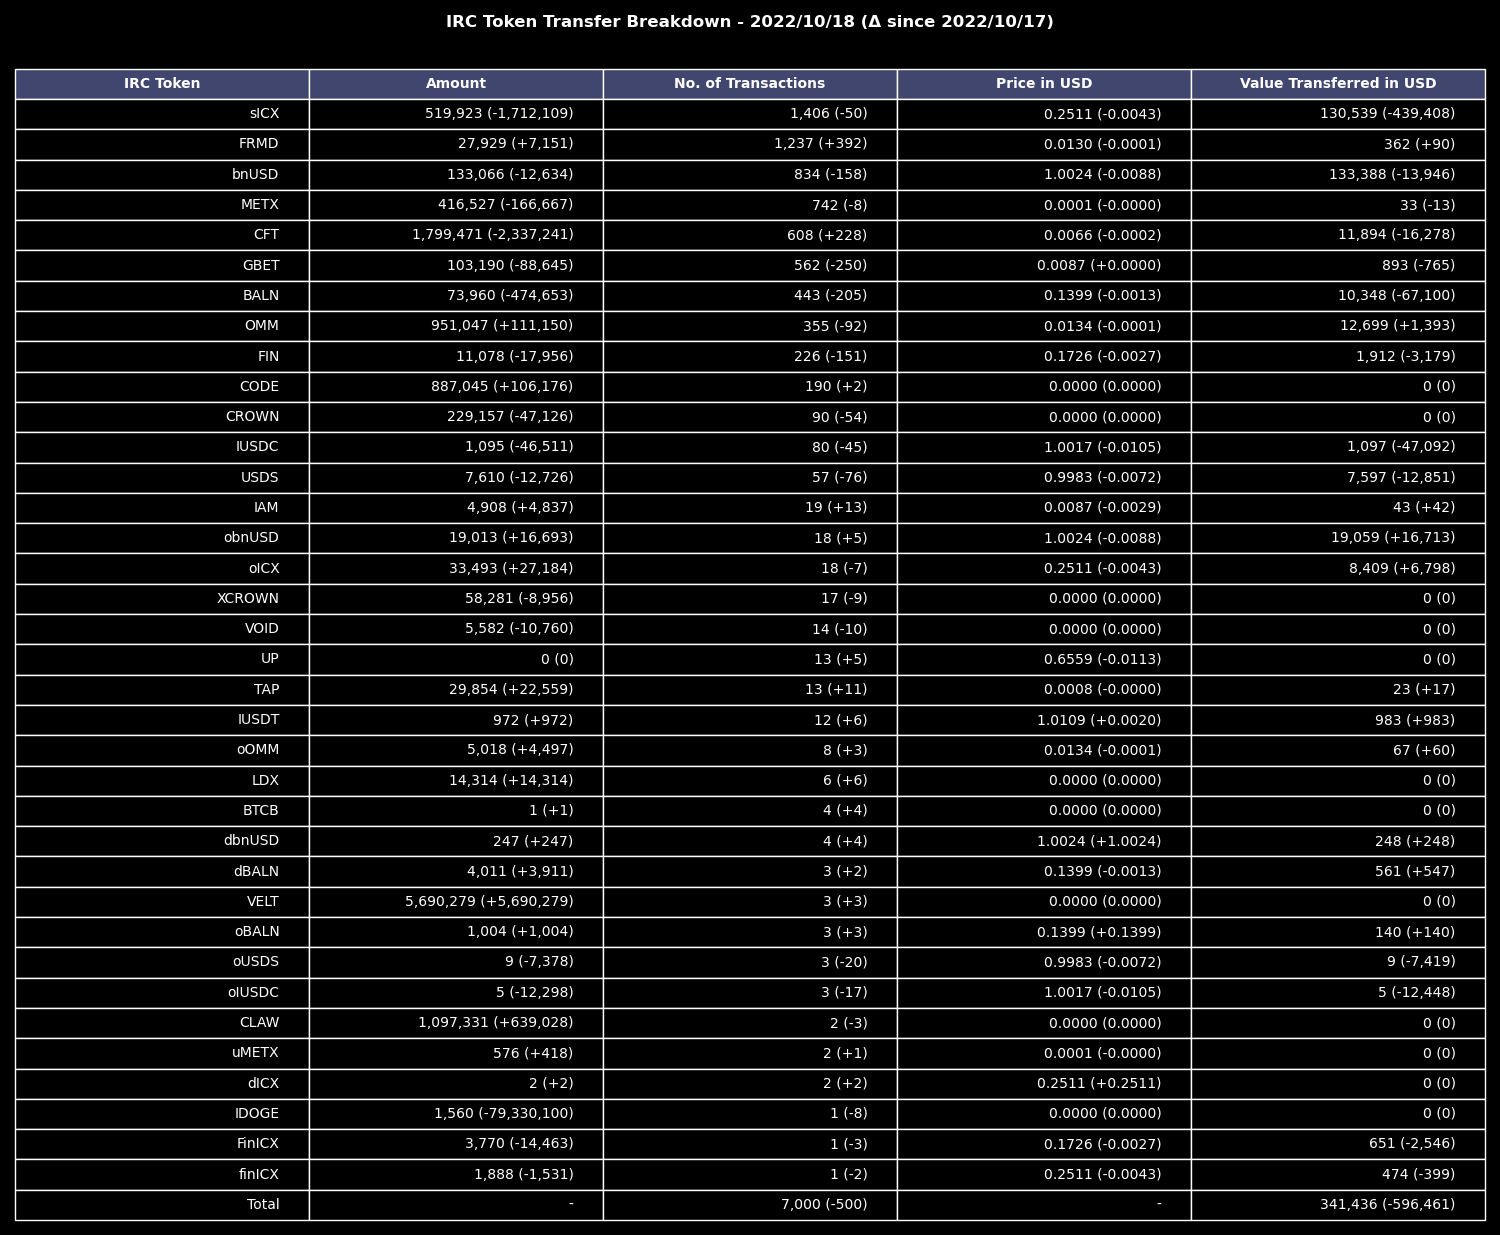 IRC Token Transfer Breakdown - 2022/10/18 (Δ since 2022/10/17)
IRC Token Amount No. of Transactions Price in USD Value Transferred in USD
sICX 519,923 (-1,712,109) 1,406 (-50) 0.2511 (-0.0043) 130,539 (-439,408)
FRMD 27,929 (+7,151) 1,237 (+392) 0.0130 (-0.0001) 362 (+90)
bnUSD 133,066 (-12,634) 834 (-158) 1.0024 (-0.0088) 133,388 (-13,946)
METX 416,527 (-166,667) 742 (-8) 0.0001 (-0.0000) 33 (-13)
CFT 1,799,471 (-2,337,241) 608 (+228) 0.0066 (-0.0002) 11,894 (-16,278)
GBET 103,190 (-88,645) 562 (-250) 0.0087 (+0.0000) 893 (-765)
BALN 73,960 (-474,653) 443 (-205) 0.1399 (-0.0013) 10,348 (-67,100)
OMM 951,047 (+111,150) 355 (-92) 0.0134 (-0.0001) 12,699 (+1,393)
FIN 11,078 (-17,956) 226 (-151) 0.1726 (-0.0027) 1,912 (-3,179)
CODE 887,045 (+106,176) 190 (+2) 0.0000 (0.0000) 0 (0)
CROWN 229,157 (-47,126) 90 (-54) 0.0000 (0.0000) 0 (0)
IUSDC 1,095 (-46,511) 80 (-45) 1.0017 (-0.0105) 1,097 (-47,092)
USDS 7,610 (-12,726) 57 (-76) 0.9983 (-0.0072) 7,597 (-12,851)
IAM 4,908 (+4,837) 19 (+13) 0.0087 (-0.0029) 43 (+42)
obnUSD 19,013 (+16,693) 18 (+5) 1.0024 (-0.0088) 19,059 (+16,713)
oICX 33,493 (+27,184) 18 (-7) 0.2511 (-0.0043) 8,409 (+6,798)
XCROWN 58,281 (-8,956) 17 (-9) 0.0000 (0.0000) 0 (0)
VOID 5,582 (-10,760) 14 (-10) 0.0000 (0.0000) 0 (0)
UP 0 (0) 13 (+5) 0.6559 (-0.0113) 0 (0)
TAP 29,854 (+22,559) 13 (+11) 0.0008 (-0.0000) 23 (+17)
IUSDT 972 (+972) 12 (+6) 1.0109 (+0.0020) 983 (+983)
oOMM 5,018 (+4,497) 8 (+3) 0.0134 (-0.0001) 67 (+60)
LDX 14,314 (+14,314) 6 (+6) 0.0000 (0.0000) 0 (0)
BTCB 1 (+1) 4 (+4) 0.0000 (0.0000) 0 (0)
dbnUSD 247 (+247) 4 (+4) 1.0024 (+1.0024) 248 (+248)
dBALN 4,011 (+3,911) 3 (+2) 0.1399 (-0.0013) 561 (+547)
VELT 5,690,279 (+5,690,279) 3 (+3) 0.0000 (0.0000) 0 (0)
oBALN 1,004 (+1,004) 3 (+3) 0.1399 (+0.1399) 140 (+140)
oUSDS 9 (-7,378) 3 (-20) 0.9983 (-0.0072) 9 (-7,419)
oIUSDC 5 (-12,298) 3 (-17) 1.0017 (-0.0105) 5 (-12,448)
CLAW 1,097,331 (+639,028) 2 (-3) 0.0000 (0.0000) 0 (0)
uMETX 576 (+418) 2 (+1) 0.0001 (-0.0000) 0 (0)
dICX 2 (+2) 2 (+2) 0.2511 (+0.2511) 0 (0)
IDOGE 1,560 (-79,330,100) 1 (-8) 0.0000 (0.0000) 0 (0)
FinICX 3,770 (-14,463) 1 (-3) 0.1726 (-0.0027) 651 (-2,546)
finICX 1,888 (-1,531) 1 (-2) 0.2511 (-0.0043) 474 (-399)
Total - 7,000 (-500) - 341,436 (-596,461)